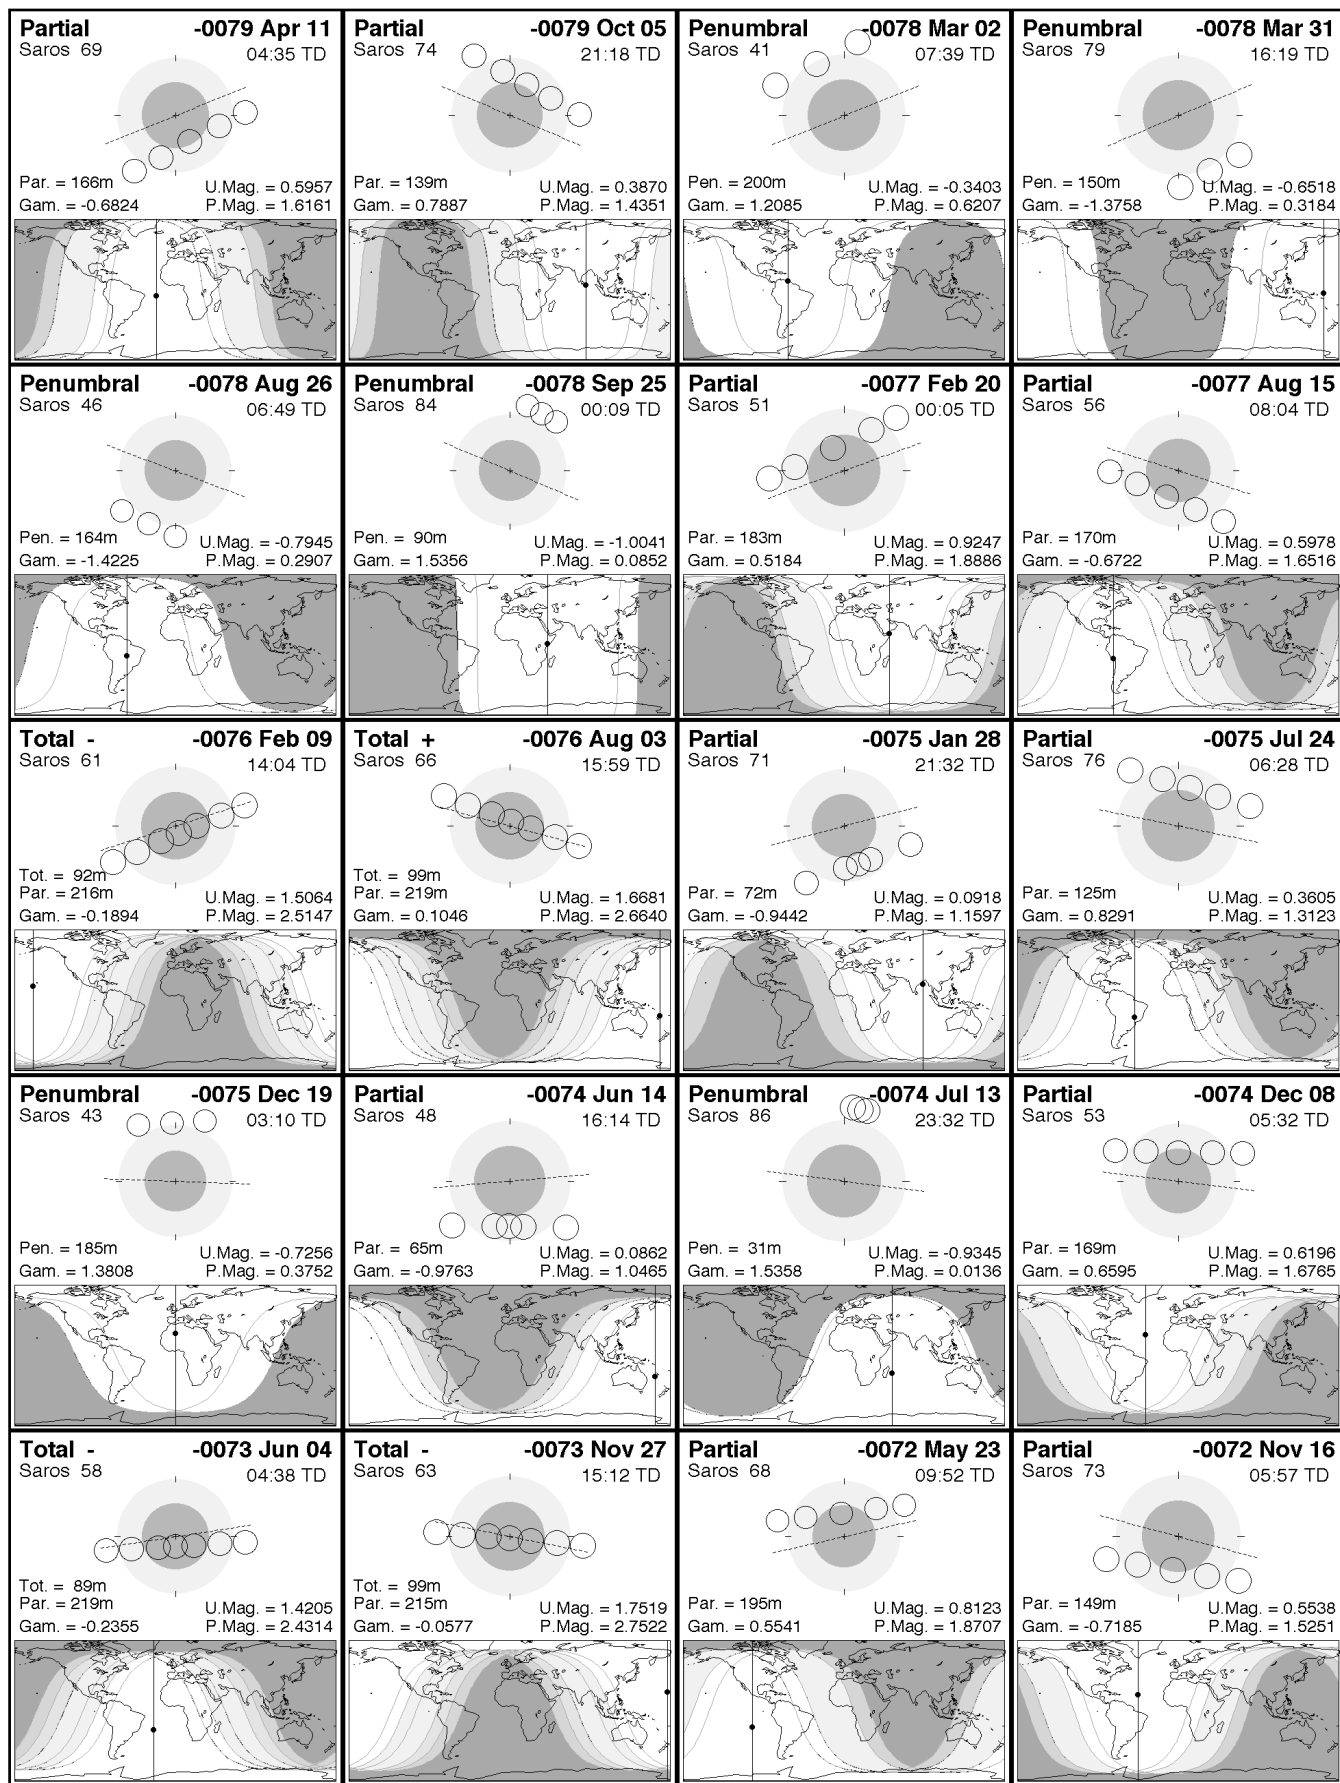 Partial -0079 Apr 11
Saros 69 04:35 TD
Par. = 166m U.Mag. = 0.5957
Gam. = -0.6824 P.Mag. = 1.6161
Partial -0079 Oct 05
Saros 74 21:18 TD
Par. = 139m U.Mag. = 0.3870
Gam. = 0.7887 P.Mag. = 1.4351
Penumbral -0078 Mar 02
Saros 41 07:39 TD
Pen. = 200m U.Mag. = -0.3403
Gam. = 1.2085 P.Mag. = 0.6207
Penumbral -0078 Mar 31
Saros 79 16:19 TD
Pen. = 150m U.Mag. = -0.6518
Gam. = -1.3758 P.Mag. = 0.3184
Penumbral -0078 Aug 26
Saros 46 06:49 TD
Pen. = 164m U.Mag. = -0.7945
Gam. = -1.4225 P.Mag. = 0.2907
Penumbral -0078 Sep 25
Saros 84 00:09 TD
Pen. = 90m U.Mag. = -1.0041
Gam. = 1.5356 P.Mag. = 0.0852
Partial -0077 Feb 20
Saros 51 00:05 TD
Par. = 183m U.Mag. = 0.9247
Gam. = 0.5184 P.Mag. = 1.8886
Partial -0077 Aug 15
Saros 56 08:04 TD
Par. = 170m U.Mag. = 0.5978
Gam. = -0.6722 P.Mag. = 1.6516
Total - -0076 Feb 09
Saros 61 14:04 TD
Tot. = 92m
Par. = 216m U.Mag. = 1.5064
Gam. = -0.1894 P.Mag. = 2.5147
Total + -0076 Aug 03
Saros 66 15:59 TD
Tot. = 99m
Par. = 219m U.Mag. = 1.6681
Gam. = 0.1046 P.Mag. = 2.6640
Partial -0075 Jan 28
Saros 71 21:32 TD
Par. = 72m U.Mag. = 0.0918
Gam. = -0.9442 P.Mag. = 1.1597
Partial -0075 Jul 24
Saros 76 06:28 TD
Par. = 125m U.Mag. = 0.3605
Gam. = 0.8291 P.Mag. = 1.3123
Penumbral -0075 Dec 19
Saros 43 03:10 TD
Pen. = 185m U.Mag. = -0.7256
Gam. = 1.3808 P.Mag. = 0.3752
Partial -0074 Jun 14
Saros 48 16:14 TD
Par. = 65m U.Mag. = 0.0862
Gam. = -0.9763 P.Mag. = 1.0465
Penumbral -0074 Jul 13
Saros 86 23:32 TD
Pen. = 31m U.Mag. = -0.9345
Gam. = 1.5358 P.Mag. = 0.0136
Partial -0074 Dec 08
Saros 53 05:32 TD
Par. = 169m U.Mag. = 0.6196
Gam. = 0.6595 P.Mag. = 1.6765
Total - -0073 Jun 04
Saros 58 04:38 TD
Tot. = 89m
Par. = 219m U.Mag. = 1.4205
Gam. = -0.2355 P.Mag. = 2.4314
Total - -0073 Nov 27
Saros 63 15:12 TD
Tot. = 99m
Par. = 215m U.Mag. = 1.7519
Gam. = -0.0577 P.Mag. = 2.7522
Partial -0072 May 23
Saros 68 09:52 TD
Par. = 195m U.Mag. = 0.8123
Gam. = 0.5541 P.Mag. = 1.8707
Partial -0072 Nov 16
Saros 73 05:57 TD
Par. = 149m U.Mag. = 0.5538
Gam. = -0.7185 P.Mag. = 1.5251